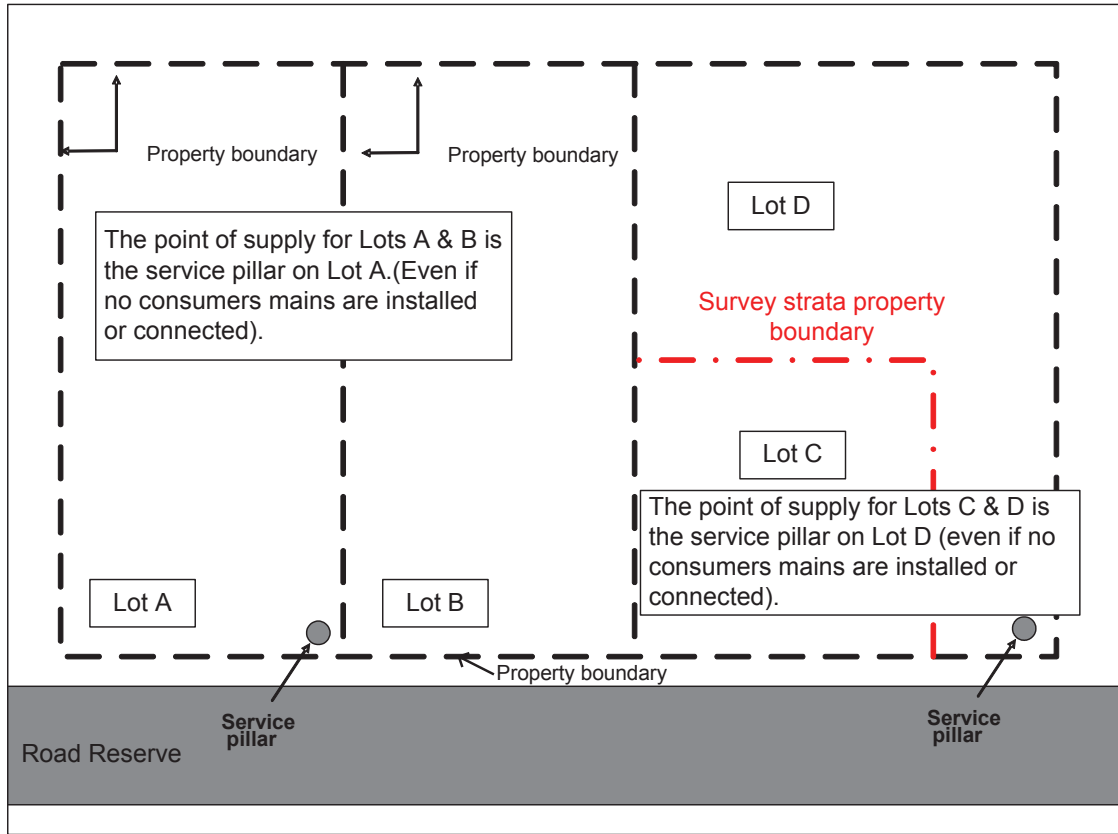 Property boundary
Property boundary
Lot D
The point of supply for Lots A & B is
the service pillar on Lot A.(Even if
no consumers mains are installed
or connected).
Survey strata property
boundary
Lot C
The point of supply for Lots C & D is
the service pillar on Lot D (even if no
consumers mains are installed or
connected).
Lot A
Lot B
Property boundary
Service
pillar
Service
pillar
Road Reserve